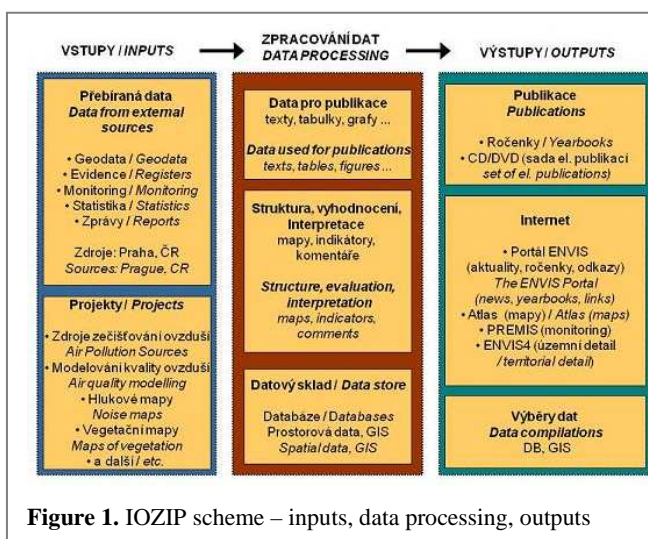 VSTUPY / INPUTS
Přebíraná data
Data from external
sources
• Geodata / Geodata
• Evidence / Registers
• Monitoring / Monitoring
• Statistika / Statistics
• Zprávy / Reports
Zdroje: Praha, ČR
Sources: Prague, CR
Projekty / Projects
• Zdroje zečišťování ovzduší
Air Pollution Sources
• Modelování kvality ovzduší
Air quality modelling
• Hlukové mapy
Noise maps
• Vegetační mapy
Maps of vegetation
• a další / etc.
ZPRACOVÁNÍ DAT
DATA PROCESSING
Data pro publikace
texty, tabulky, grafy ...
Data used for publications
texts, tables, figures ...
Struktura, vyhodnocení,
Interpretace
mapy, indikátory,
komentáře
Structure, evaluation,
interpretation
maps, indicators,
comments
Datový sklad / Data store
Databáze / Databases
Prostorová data, GIS
Spatial data, GIS
VÝSTUPY / OUTPUTS
Publikace
Publications
• Ročenky / Yearbooks
• CD/DVD (sada el. publikací
set of el. publications)
Internet
• Portál ENVIS
(aktuality, ročenky, odkazy)
The ENVIS Portal
(news, yearbooks, links)
• Atlas (mapy) / Atlas (maps)
• PREMIS (monitoring)
• ENVIS4 (územní detail
/ territorial detail)
Výběry dat
Data compilations
DB, GIS
Figure 1. IOZIP scheme – inputs, data processing, outputs